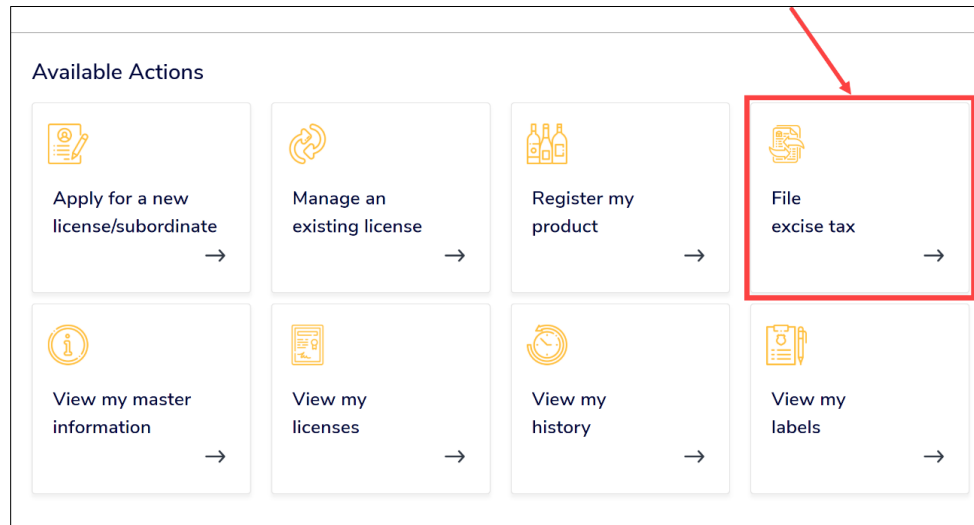 Available Actions
Apply for a new
license/subordinate
Manage an
existing license
Register my
product
File
excise tax
View my master
information
View my
licenses
View my
history
View my
labels